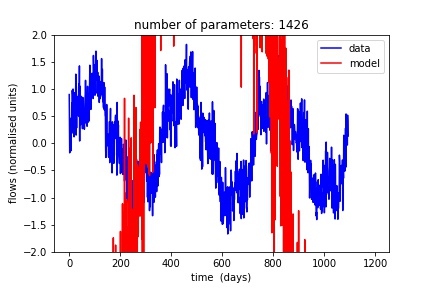 number of parameters: 1426
data
model
flows (normalised units)
2.0
1.5
1.0
0.5
0.0
−0.5
−1.0
−1.5
−2.0
0 200 400 600 800 1000 1200
time (days)